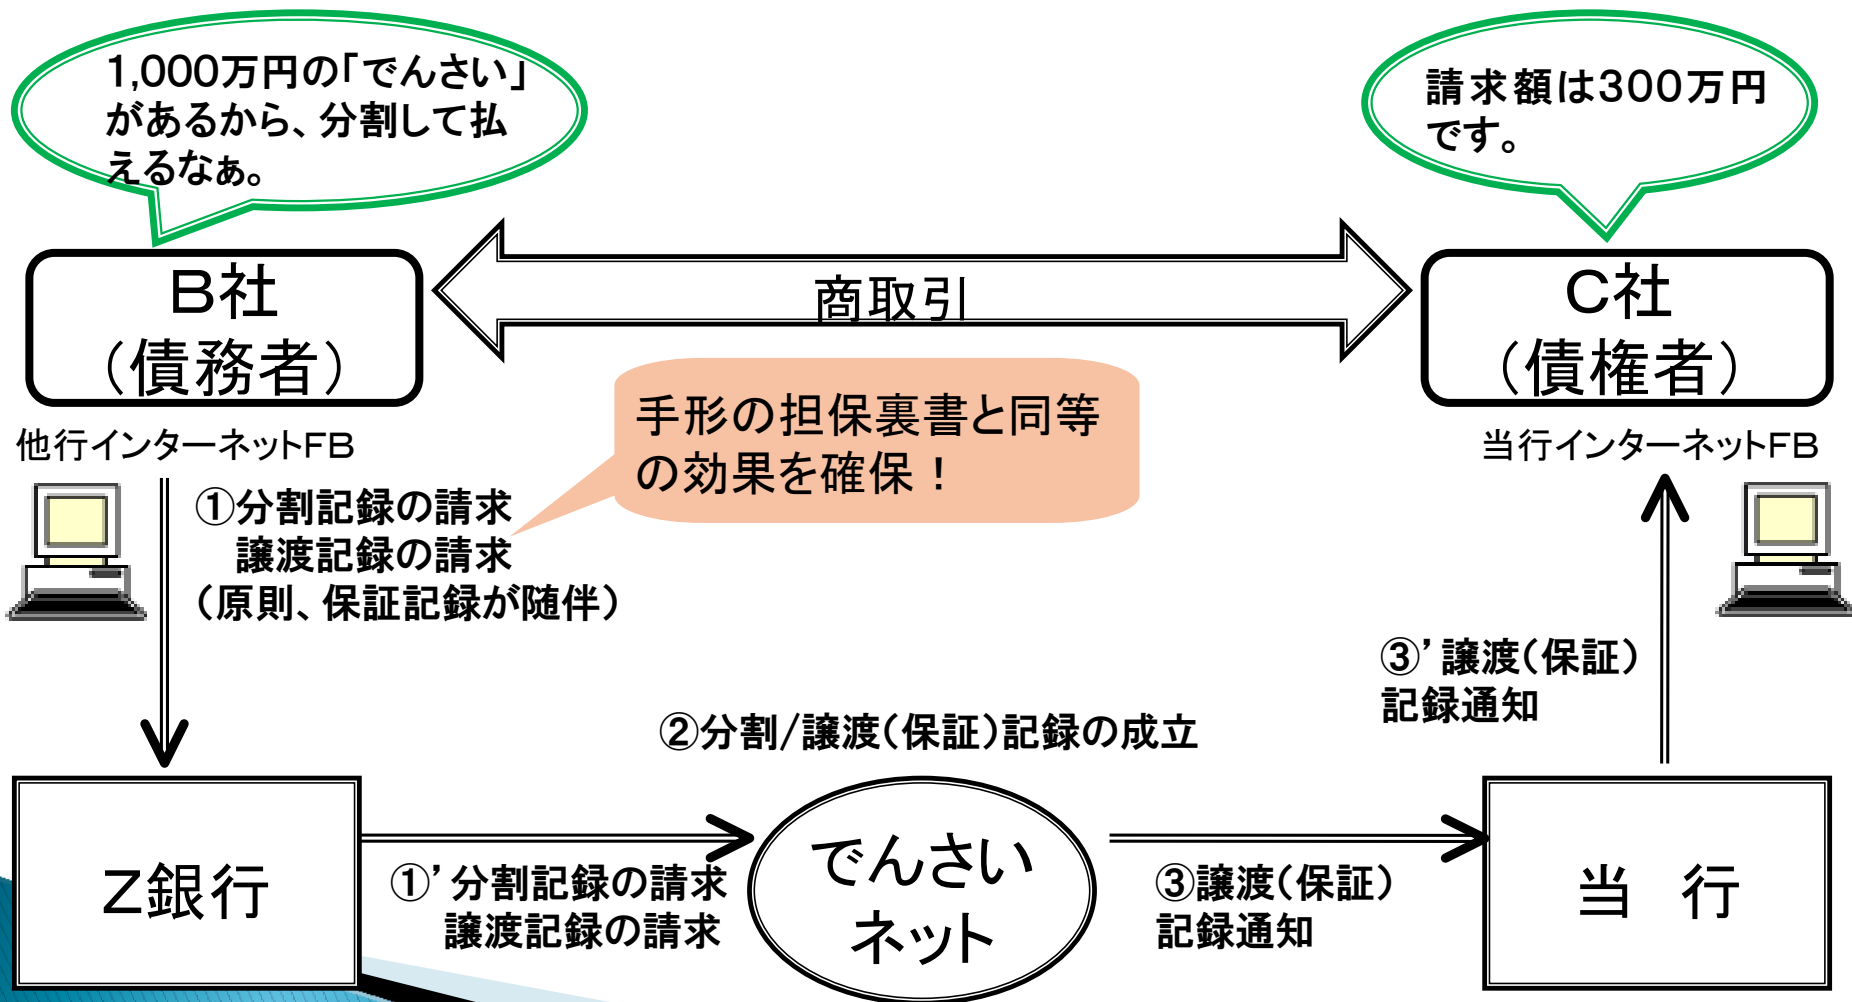 1,000万円の「でんさい」
があるから、分割して払
えるなぁ。
請求額は300万円
です。
B社
（債務者）
商取引
C社
（債権者）
手形の担保裏書と同等
の効果を確保！
他行インターネットFB
当行インターネットFB
①分割記録の請求
譲渡記録の請求
（原則、保証記録が随伴）
③’譲渡（保証）
記録通知
②分割/譲渡（保証）記録の成立
Z銀行
①’分割記録の請求
譲渡記録の請求
でんさい
ネット
③譲渡（保証）
記録通知
当　行